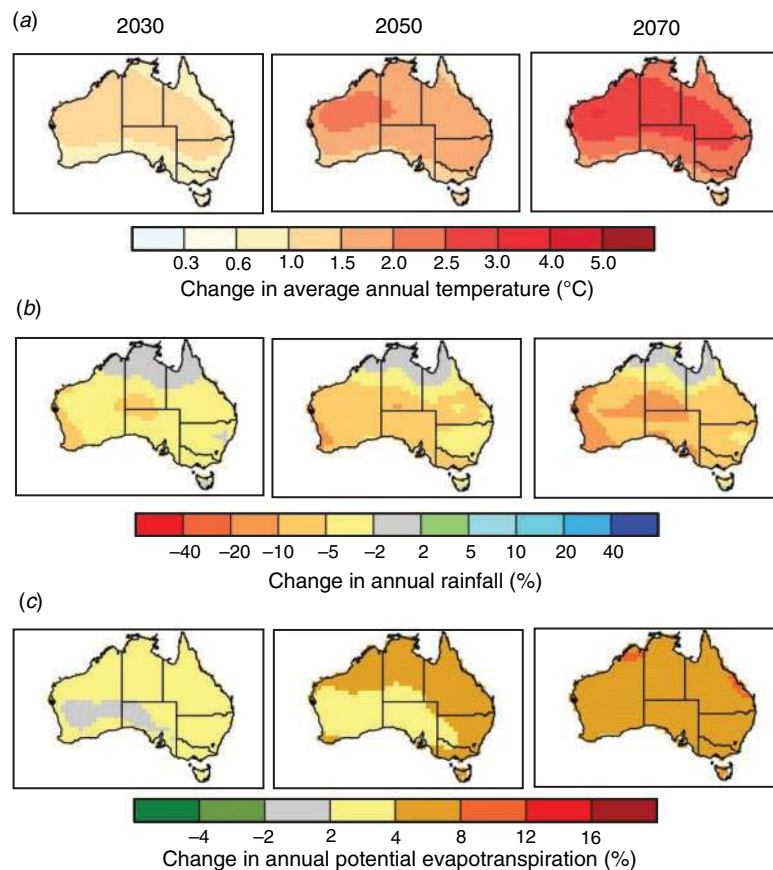 (a)
2030 2050 2070
0.3 0.6 1.0 1.5 2.0 2.5 3.0 4.0 5.0
Change in average annual temperature (°C)
(b)
–40 –20 –10 –5 –2 2 5 10 20 40
Change in annual rainfall (%)
(c)
–4 –2 2 4 8 12 16
Change in annual potential evapotranspiration (%)